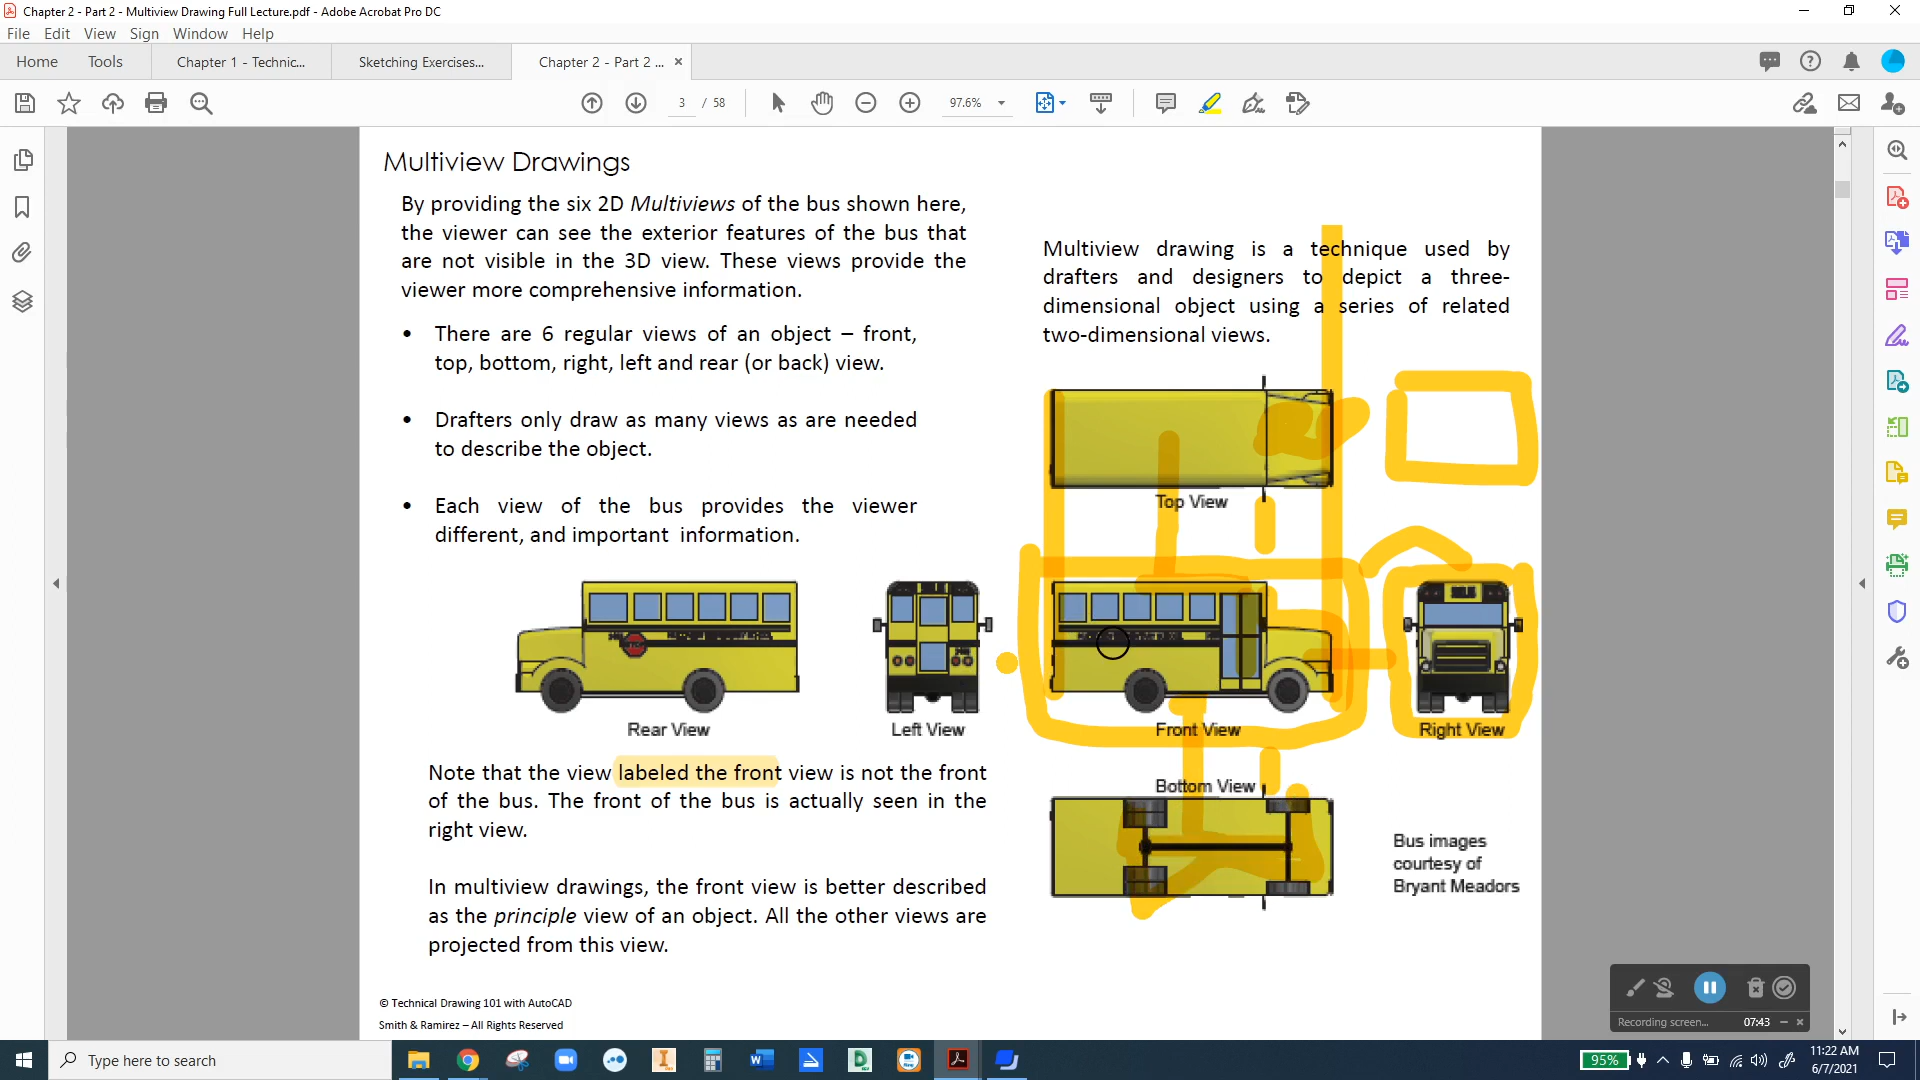 Chapter 2 - Part 2 - Multiview Drawing Full Lecture.pdf - Adobe Acrobat Pro DC
File Edit View Sign Window Help
Home Tools Chapter 1 - Technic... Sketching Exercises... Chapter 2 - Part 2 ... ×
3 / 58 97.6%
Multiview Drawings
By providing the six 2D Multiviews of the bus shown here,
the viewer can see the exterior features of the bus that
are not visible in the 3D view. These views provide the
viewer more comprehensive information.
• There are 6 regular views of an object – front,
top, bottom, right, left and rear (or back) view.
• Drafters only draw as many views as are needed
to describe the object.
• Each view of the bus provides the viewer
different, and important information.
Multiview drawing is a technique used by
drafters and designers to depict a three-
dimensional object using a series of related
two-dimensional views.
Top View
Rear View
Left View
Front View
Right View
Bottom View
Note that the view labeled the front view is not the front
of the bus. The front of the bus is actually seen in the
right view.
In multiview drawings, the front view is better described
as the principle view of an object. All the other views are
projected from this view.
Bus images
courtesy of
Bryant Meadors
© Technical Drawing 101 with AutoCAD
Smith & Ramirez – All Rights Reserved
Recording screen... 07:43
Type here to search
95%
11:22 AM
6/7/2021